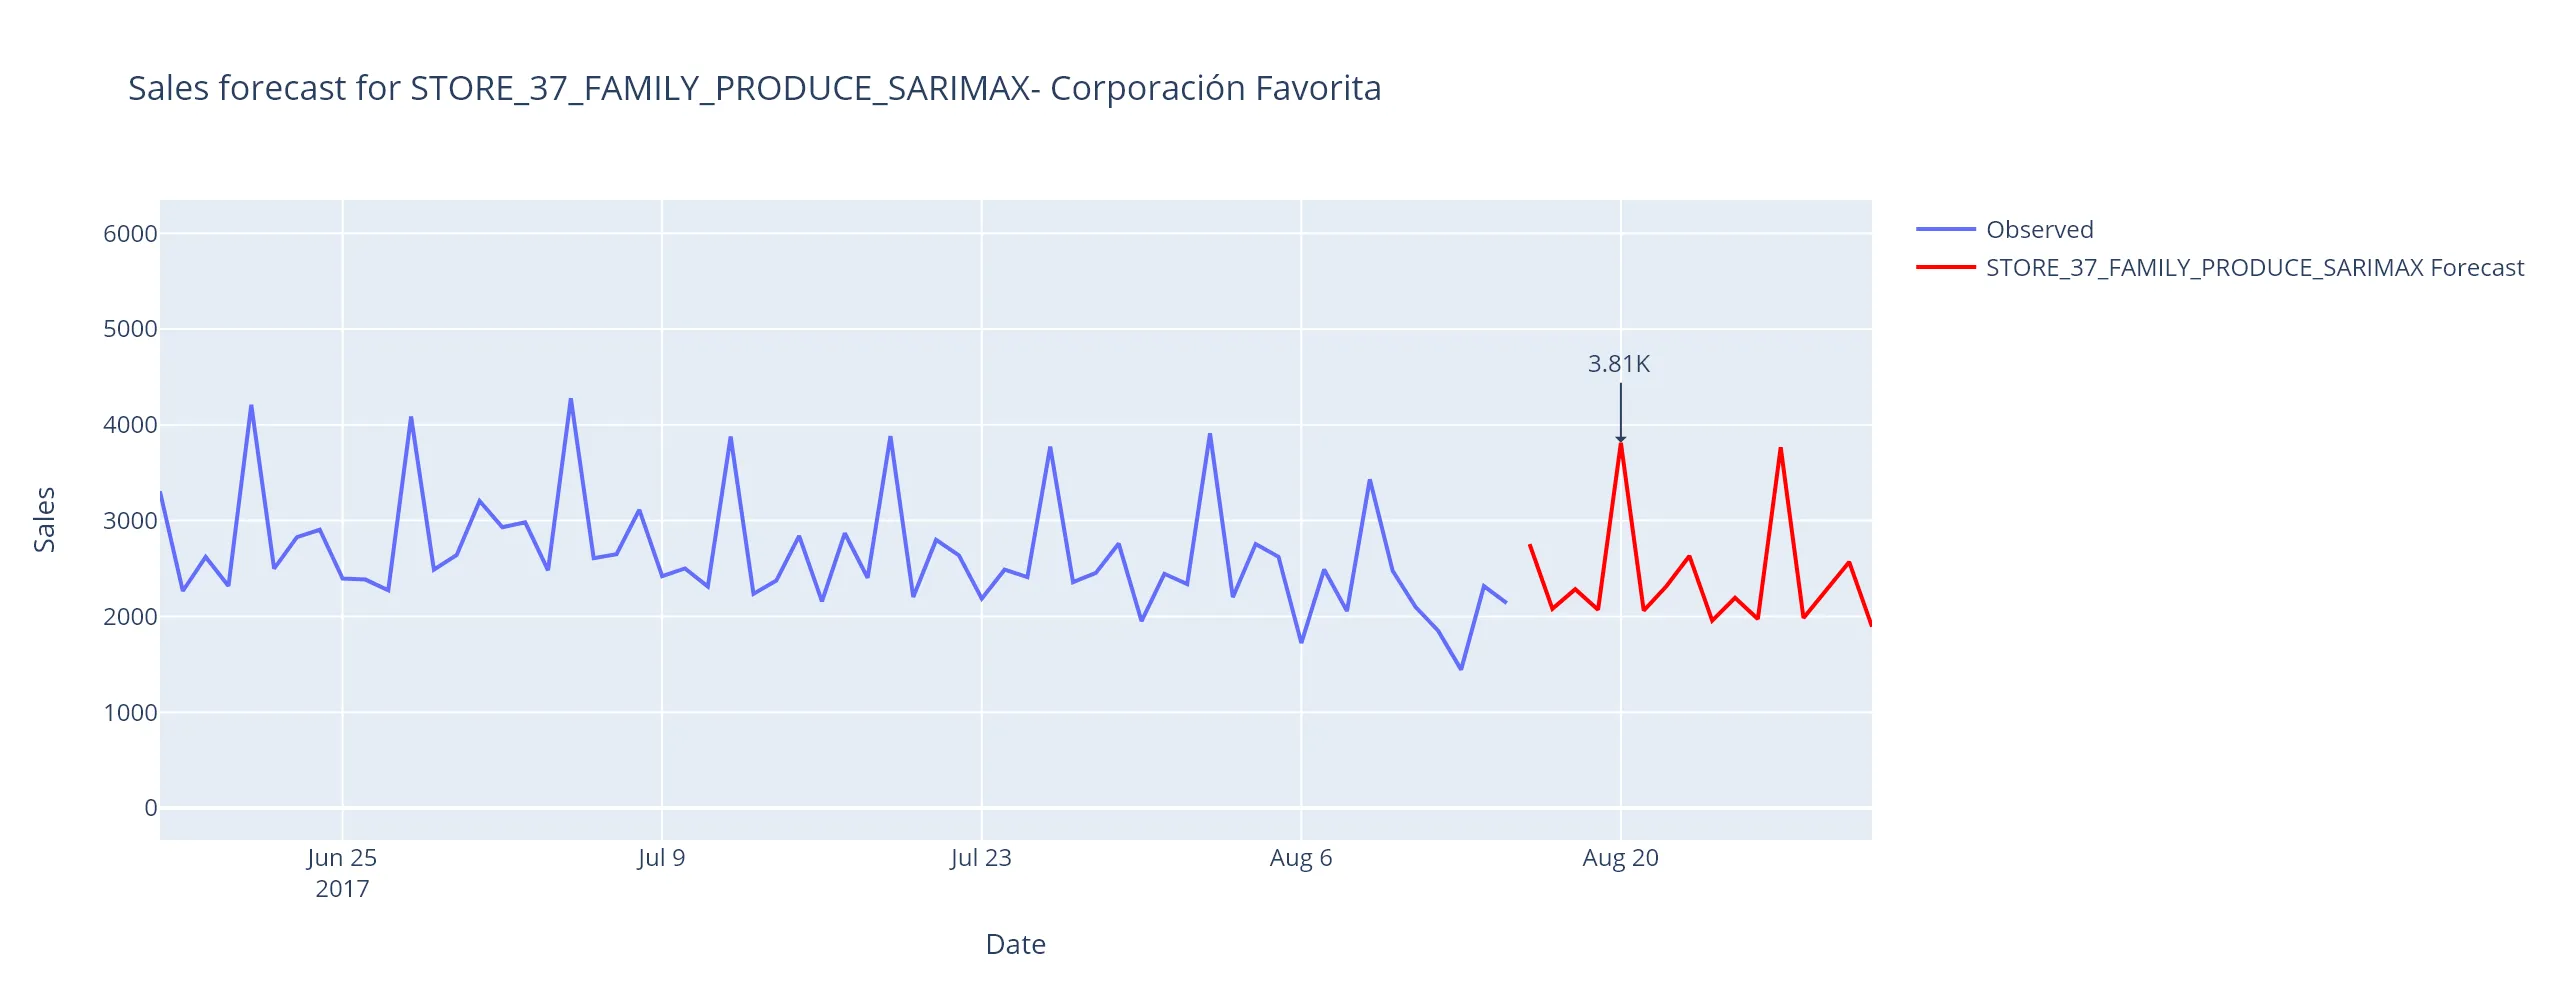 Sales forecast for STORE_37_FAMILY_PRODUCE_SARIMAX- Corporación Favorita
Observed
STORE_37_FAMILY_PRODUCE_SARIMAX Forecast
6000
5000
4000
3000
2000
1000
0
Sales
3.81K
Jun 25
2017
Jul 9
Jul 23
Aug 6
Aug 20
Date